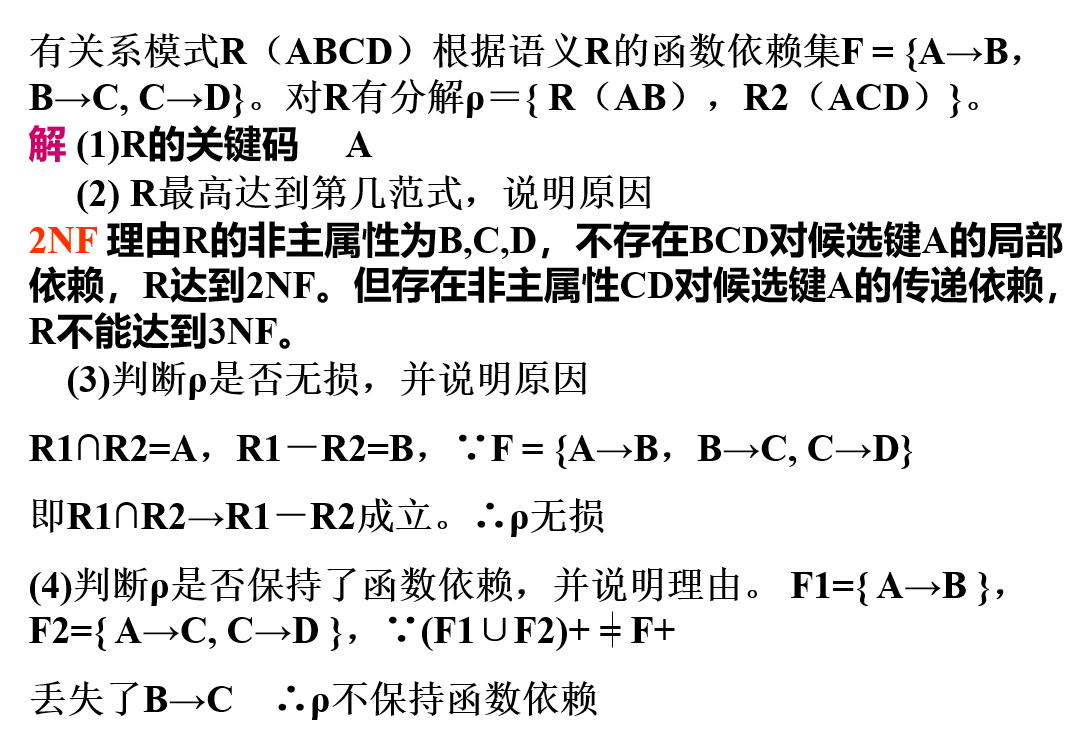 有关系模式R（ABCD）根据语义R的函数依赖集F = {A→B，
B→C, C→D}。对R有分解ρ＝{ R（AB），R2（ACD）}。
解 (1)R的关键码 A
(2) R最高达到第几范式，说明原因
2NF 理由R的非主属性为B,C,D，不存在BCD对候选键A的局部
依赖，R达到2NF。但存在非主属性CD对候选键A的传递依赖，
R不能达到3NF。
(3)判断ρ是否无损，并说明原因
R1∩R2=A，R1－R2=B，∵F = {A→B，B→C, C→D}
即R1∩R2→R1－R2成立。∴ρ无损
(4)判断ρ是否保持了函数依赖，并说明理由。 F1={ A→B }，
F2={ A→C, C→D }，∵(F1∪F2)+ ≠ F+
丢失了B→C ∴ρ不保持函数依赖